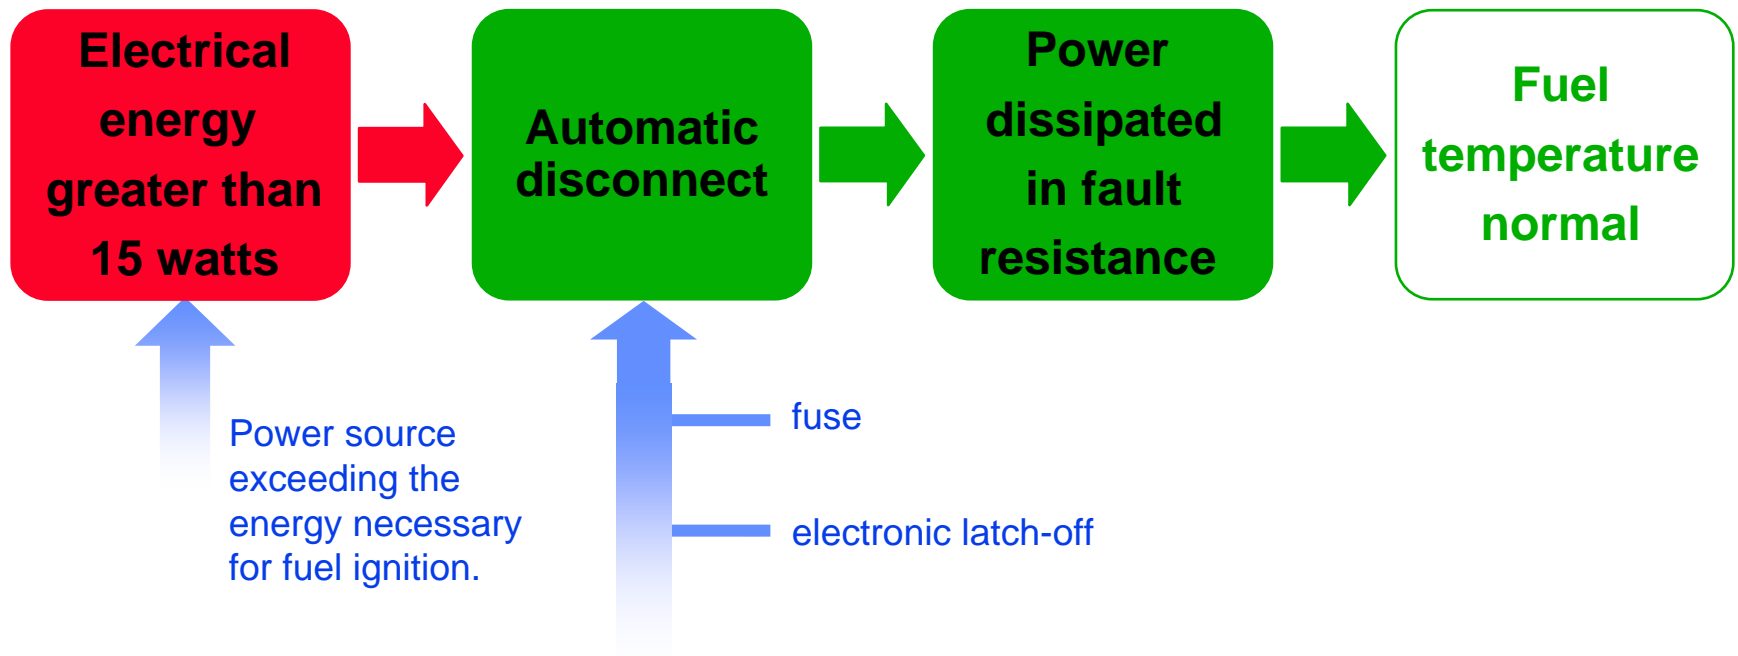 Electrical
energy
greater than
15 watts
Automatic
disconnect
Power
dissipated
in fault
resistance
Fuel
temperature
normal
Power source
exceeding the
energy necessary
for fuel ignition.
fuse
electronic latch-off